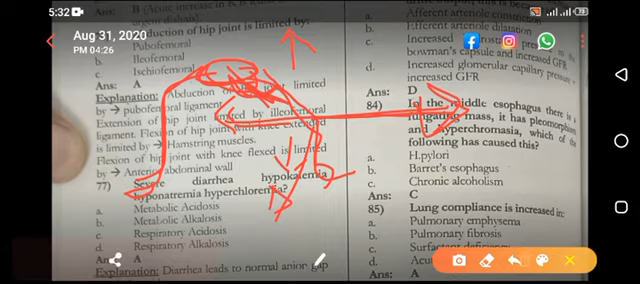 5:32
Aug 31, 2020
PM 04:26
Ans: B (Acute increase in
duction of hip joint is limited by:
Pubofemoral
b. Ileofemoral
c. Ischiofemoral
Ans: A
Explanation: Abduction of joint limited
by → pubofemoral ligament.
Extension of hip joint limited by illeofemoral
ligament. Flexion of hip joint with knee extended
is limited by → Hamstring muscles.
Flexion of hip joint with knee flexed is limited
by → Anterior abdominal wall
77) Severe diarrhea hypokalemia
hyponatremia hyperchloremia?
a. Metabolic Acidosis
b. Metabolic Alkalosis
c. Respiratory Acidosis
d. Respiratory Alkalosis
An A
Explanation: Diarrhea leads to normal anion gap
a. Afferent arteriole constriction
b. Efferent arteriole dilatation
c. Increased
bowman's capsule and increased GFR
d. Increased glomerular capillary pressure
increased GFR
Ans: D
84) In the middle esophagus there is a
fungating mass, it has pleomorphism
and hyperchromasia, which of the
following has caused this?
a. H.pylori
b. Barret's esophagus
c. Chronic alcoholism
Ans: C
85) Lung compliance is increased in:
a. Pulmonary emphysema
b. Pulmonary fibrosis
c.
d.
Ans: A